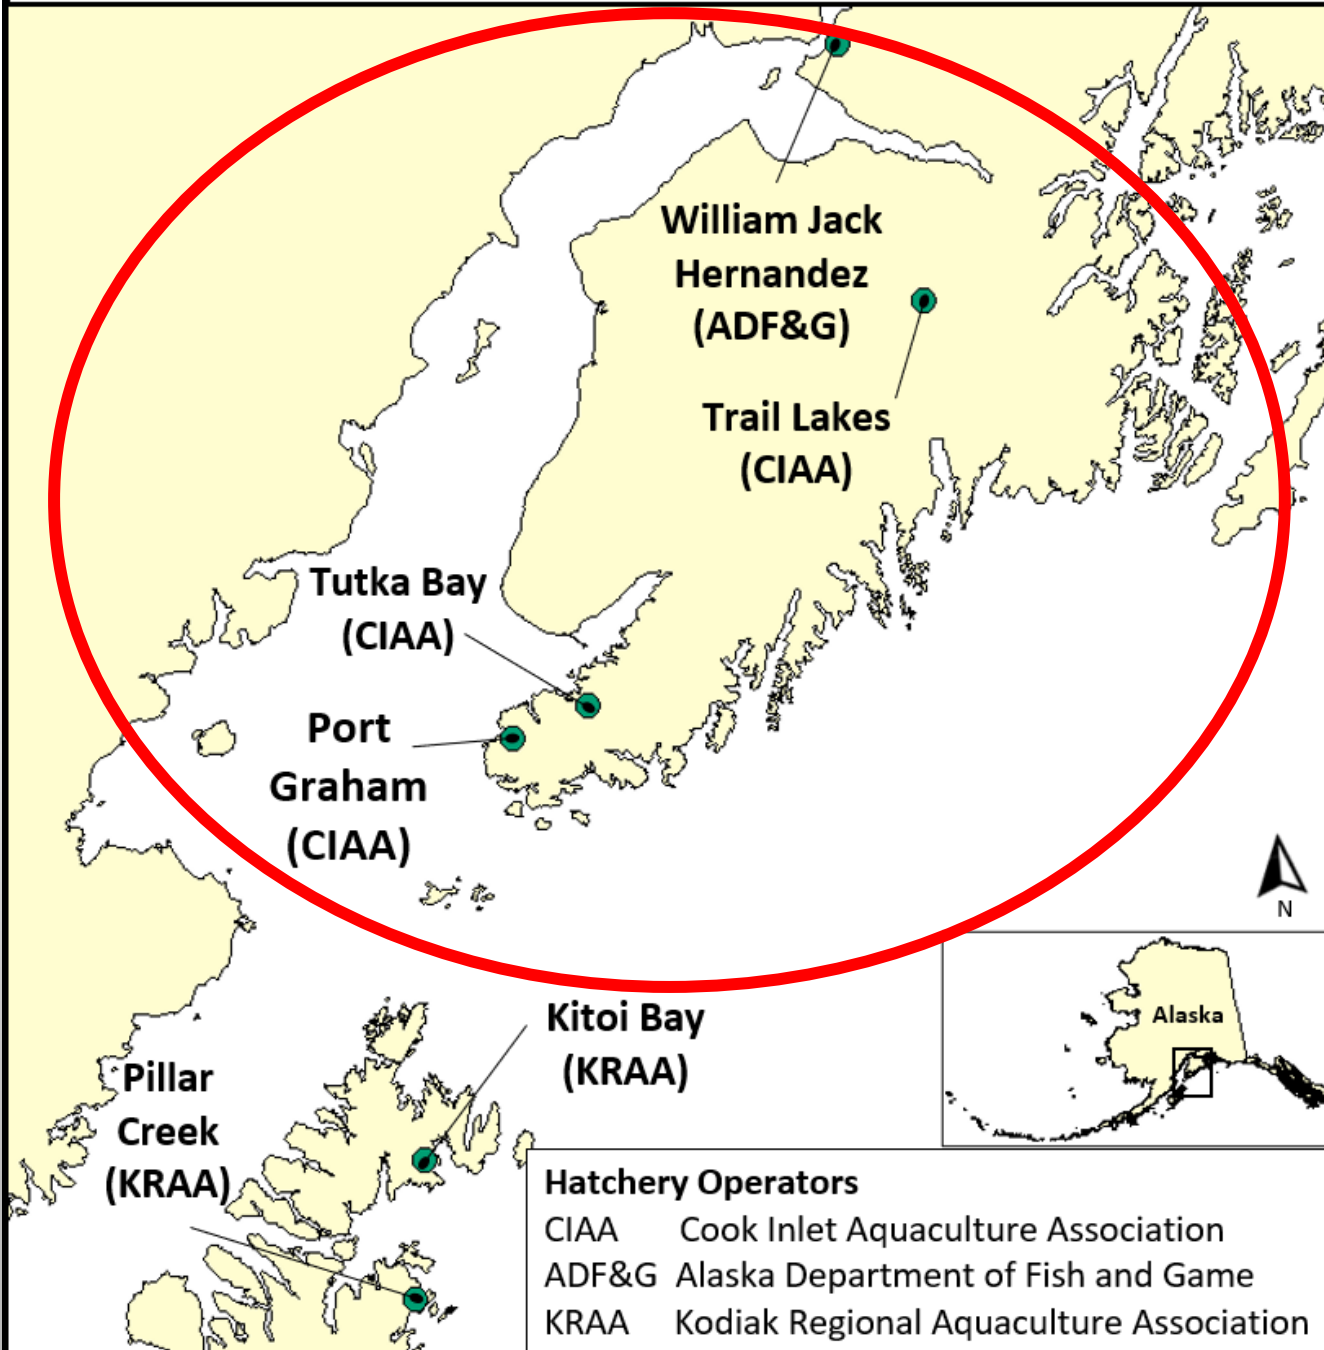 William Jack
Hernandez
(ADF&G)
Trail Lakes
(CIAA)
Tutka Bay
(CIAA)
Port
Graham
(CIAA)
N
Alaska
Kitoi Bay
(KRAA)
Pillar
Creek
(KRAA)
Hatchery Operators
CIAA Cook Inlet Aquaculture Association
ADF&G Alaska Department of Fish and Game
KRAA Kodiak Regional Aquaculture Association